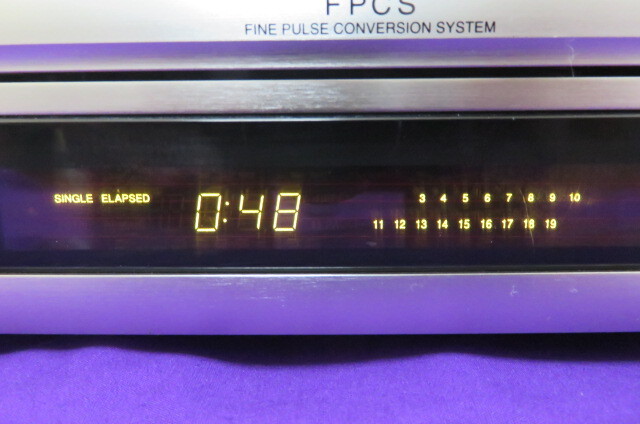 FPCS
FINE PULSE CONVERSION SYSTEM
SINGLE ELAPSED
0:48
3 4 5 6 7 8 9 10
11 12 13 14 15 16 17 18 19